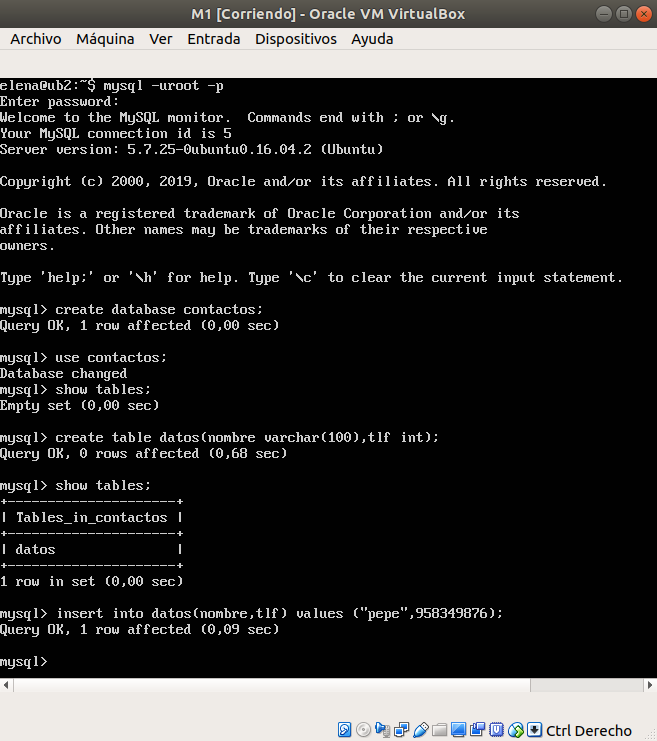 M1 [Corriendo] - Oracle VM VirtualBox
Archivo Máquina Ver Entrada Dispositivos Ayuda
elena@ub2:~$ mysql -uroot -p
Enter password:
Welcome to the MySQL monitor.  Commands end with ; or \g.
Your MySQL connection id is 5
Server version: 5.7.25-0ubuntu0.16.04.2 (Ubuntu)
Copyright (c) 2000, 2019, Oracle and/or its affiliates. All rights reserved.
Oracle is a registered trademark of Oracle Corporation and/or its
affiliates. Other names may be trademarks of their respective
owners.
Type 'help;' or '\h' for help. Type '\c' to clear the current input statement.
mysql> create database contactos;
Query OK, 1 row affected (0,00 sec)
mysql> use contactos;
Database changed
mysql> show tables;
Empty set (0,00 sec)
mysql> create table datos(nombre varchar(100),tlf int);
Query OK, 0 rows affected (0,68 sec)
mysql> show tables;
+---------------------+
| Tables_in_contactos |
+---------------------+
| datos               |
+---------------------+
1 row in set (0,00 sec)
mysql> insert into datos(nombre,tlf) values ("pepe",958349876);
Query OK, 1 row affected (0,09 sec)
mysql>
Ctrl Derecho